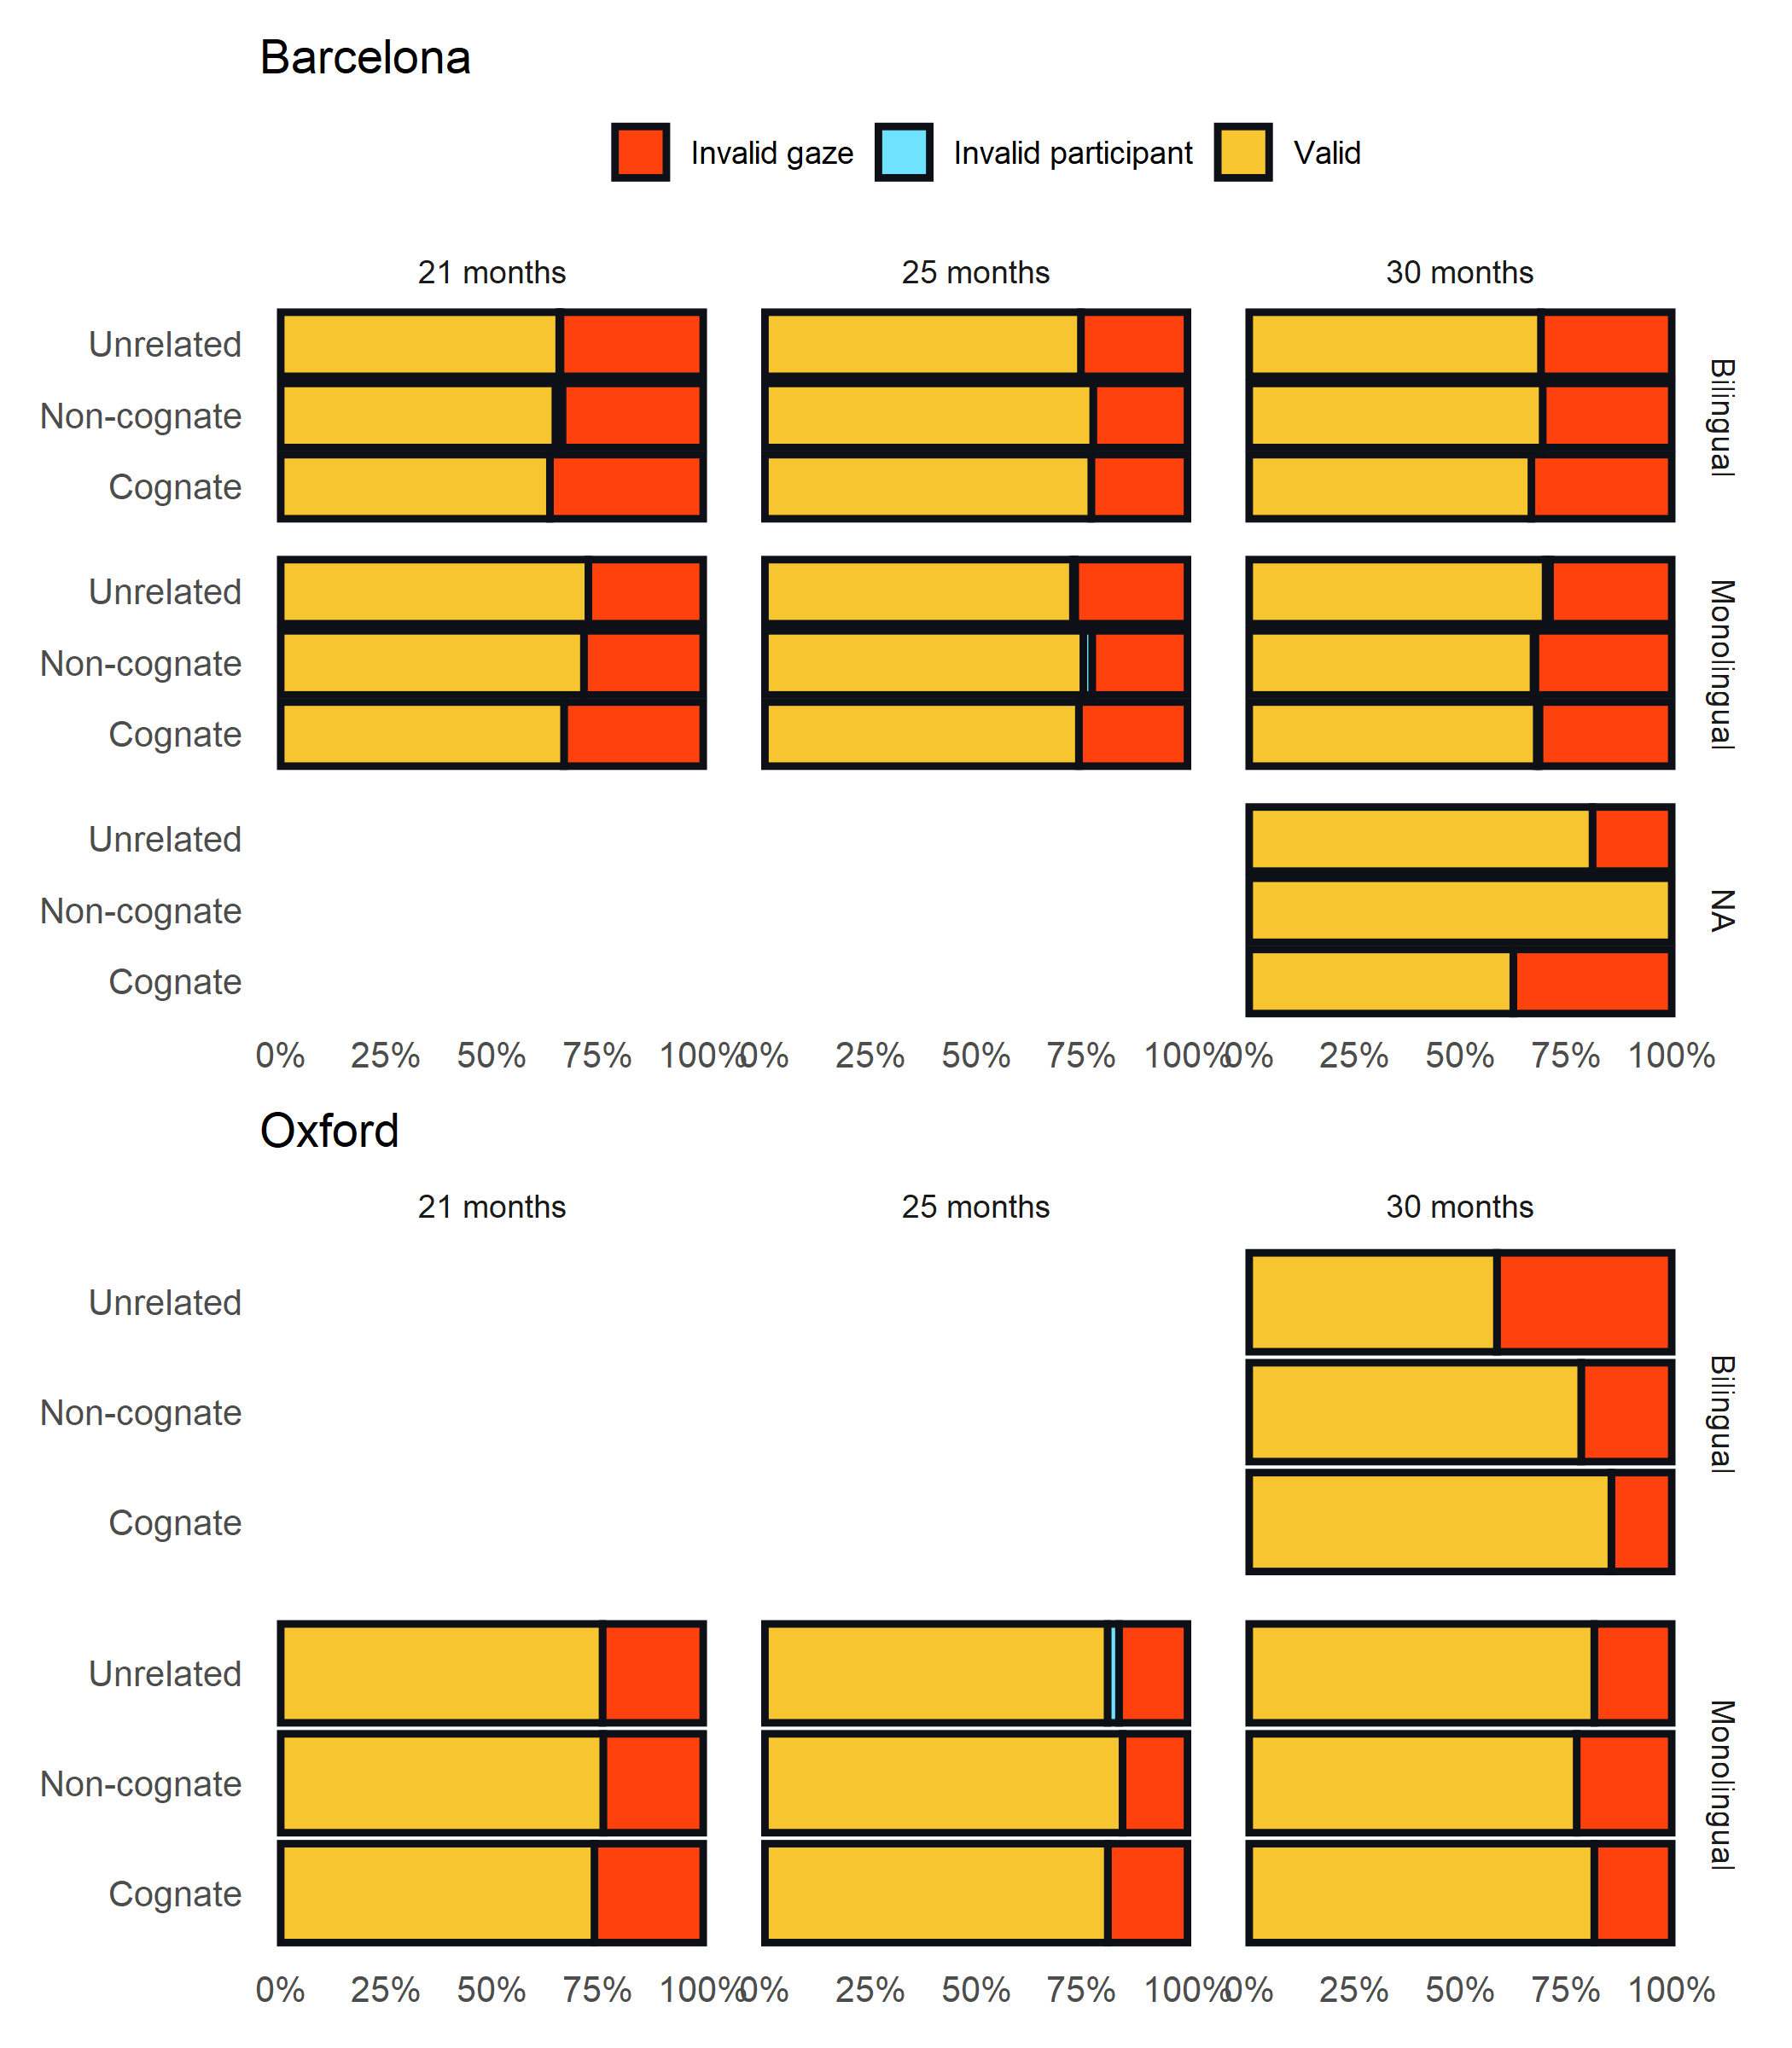 Barcelona
Invalid gaze Invalid participant Valid
21 months 25 months 30 months
Unrelated
Non-cognate
Cognate
Bilingual
Unrelated
Non-cognate
Cognate
Monolingual
Unrelated
Non-cognate
Cognate
NA
0% 25% 50% 75% 100% 0% 25% 50% 75% 100% 0% 25% 50% 75% 100%
Oxford
21 months 25 months 30 months
Unrelated
Non-cognate
Cognate
Bilingual
Unrelated
Non-cognate
Cognate
Monolingual
0% 25% 50% 75% 100% 0% 25% 50% 75% 100% 0% 25% 50% 75% 100%